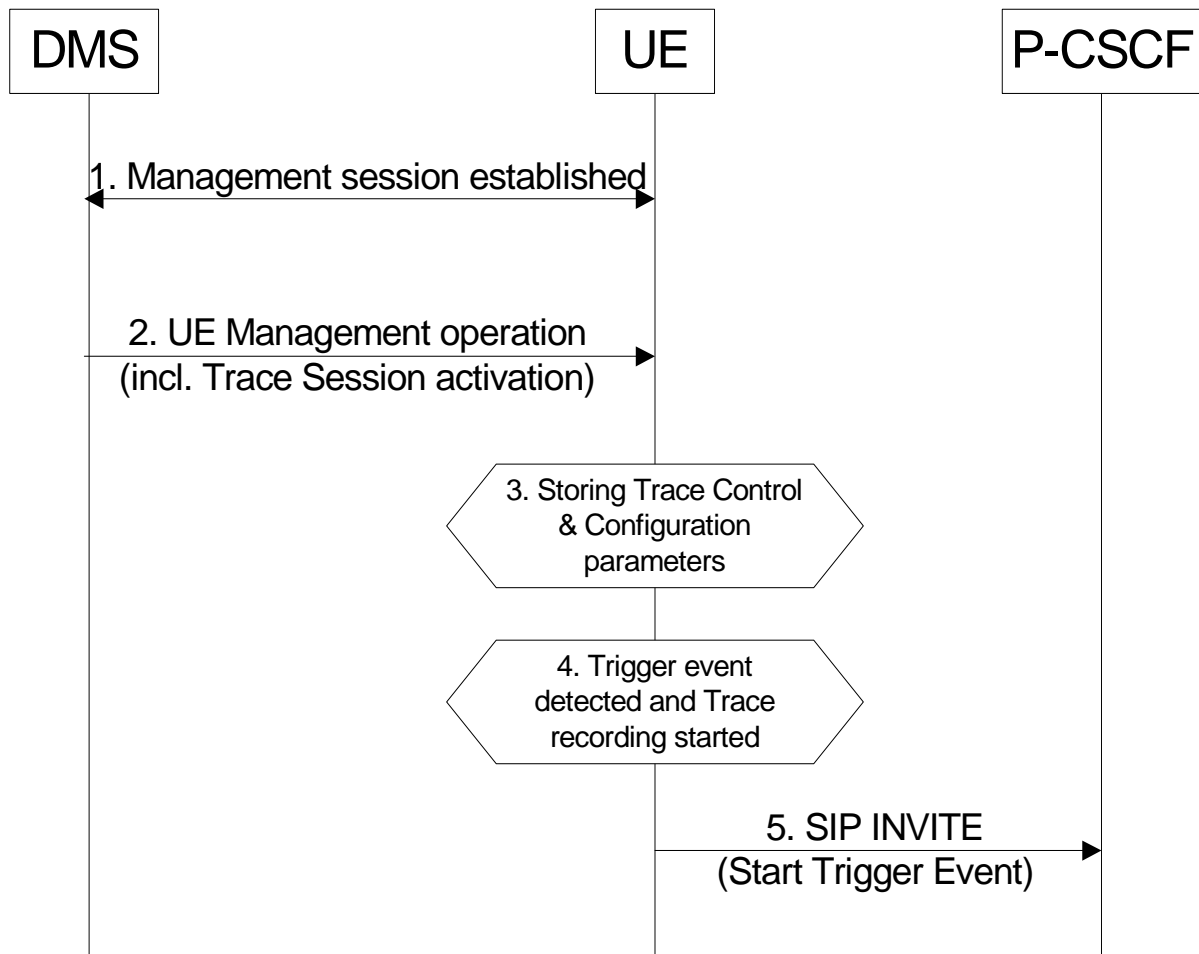 DMS
UE
P-CSCF
1. Management session established
2. UE Management operation
(incl. Trace Session activation)
3. Storing Trace Control
& Configuration
parameters
4. Trigger event
detected and Trace
recording started
5. SIP INVITE
(Start Trigger Event)